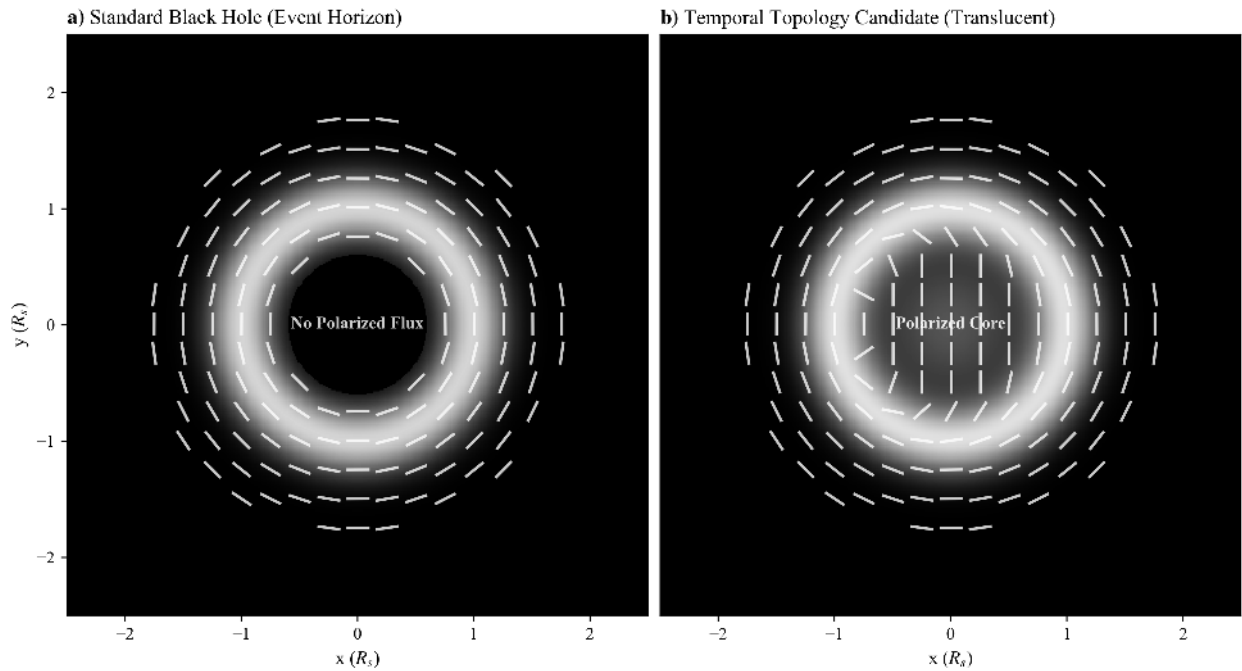 a) Standard Black Hole (Event Horizon)
b) Temporal Topology Candidate (Translucent)
2
1
0
−1
−2
y (Rₛ)
No Polarized Flux
Polarized Core
−2
−1
0
1
2
−2
−1
0
1
2
x (Rₛ)
x (Rₛ)